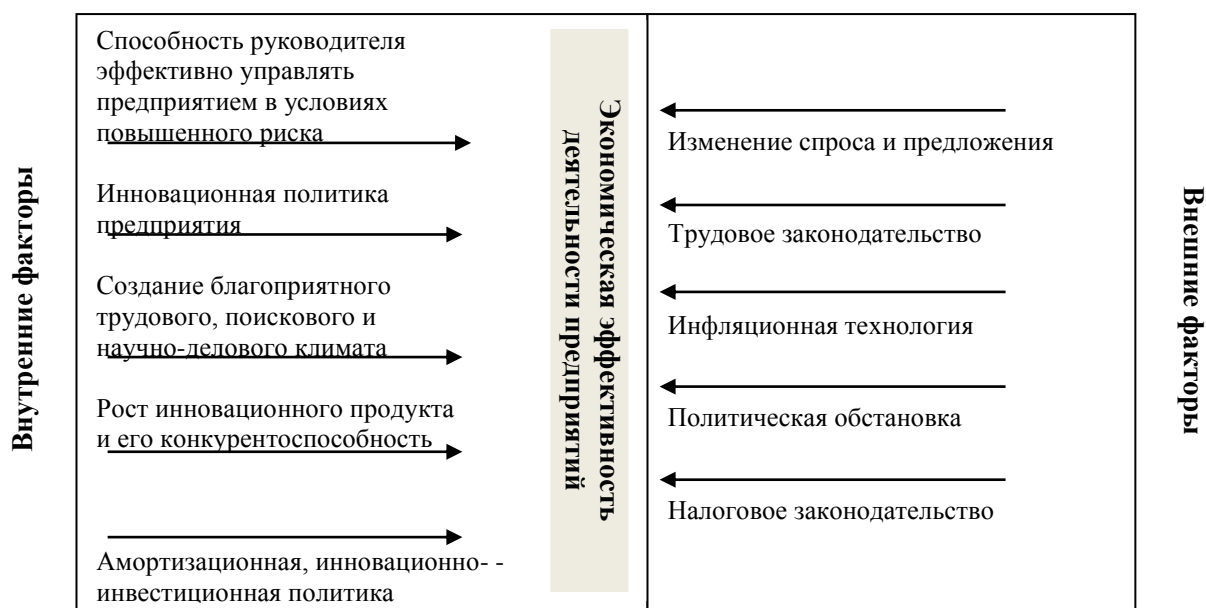 Внутренние факторы
Способность руководителя
эффективно управлять
предприятием в условиях
повышенного риска
Инновационная политика
предприятия
Создание благоприятного
трудового, поискового и
научно-делового климата
Рост инновационного продукта
и его конкурентоспособность
Амортизационная, инновационно- -
инвестиционная политика
Экономическая эффективность
деятельности предприятий
Изменение спроса и предложения
Трудовое законодательство
Инфляционная технология
Политическая обстановка
Налоговое законодательство
Внешние факторы